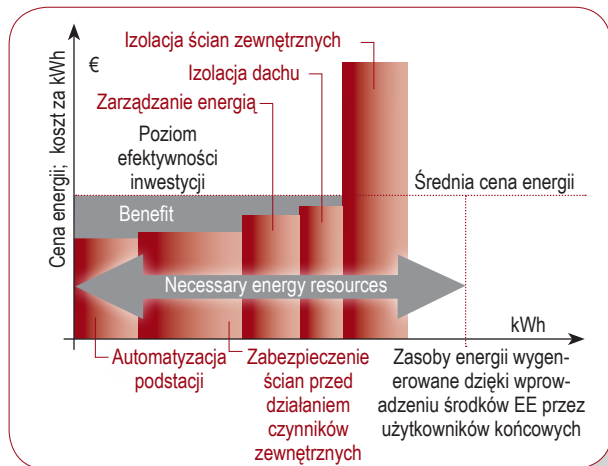 Cena energii; koszt za kWh
€
Izolacja ścian zewnętrznych
Izolacja dachu
Zarządzanie energią
Poziom
efektywności
inwestycji
Średnia cena energii
Benefit
Necessary energy resources
kWh
Automatyzacja
podstacji
Zabezpieczenie
ścian przed
działaniem
czynników
zewnętrznych
Zasoby energii wygen-
erowane dzięki wprow-
adzeniu środków EE przez
użytkowników końcowych